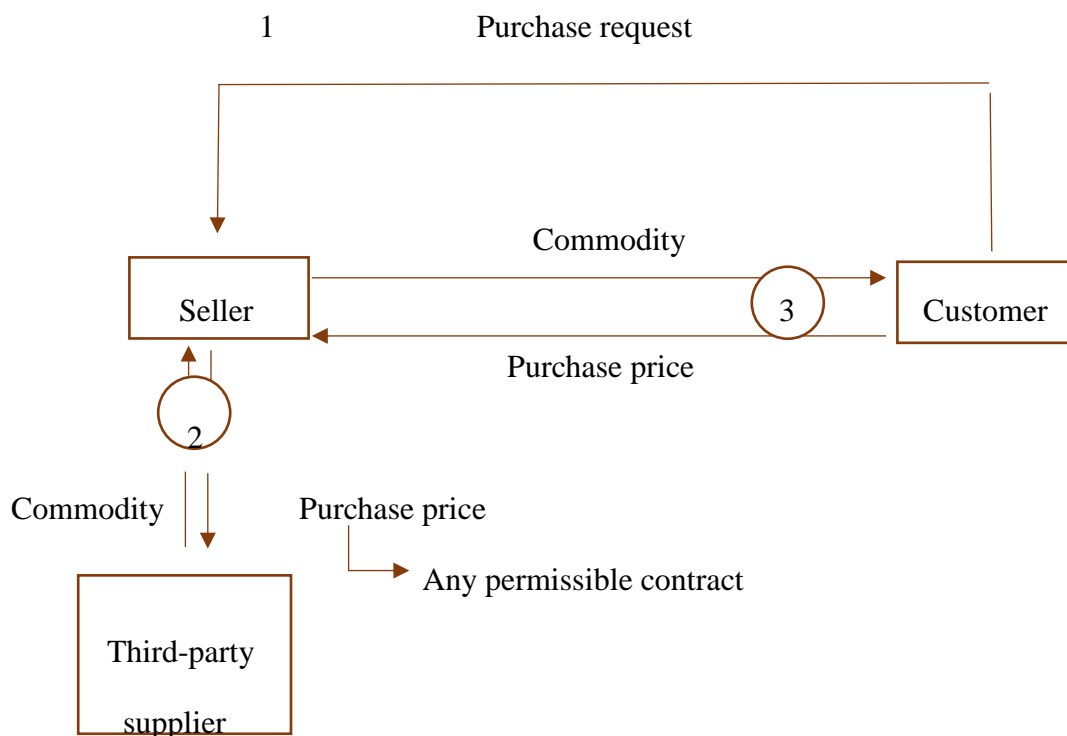 1 Purchase request
Commodity
Seller
3
Customer
Purchase price
2
Commodity
Purchase price
Any permissible contract
Third-party
supplier